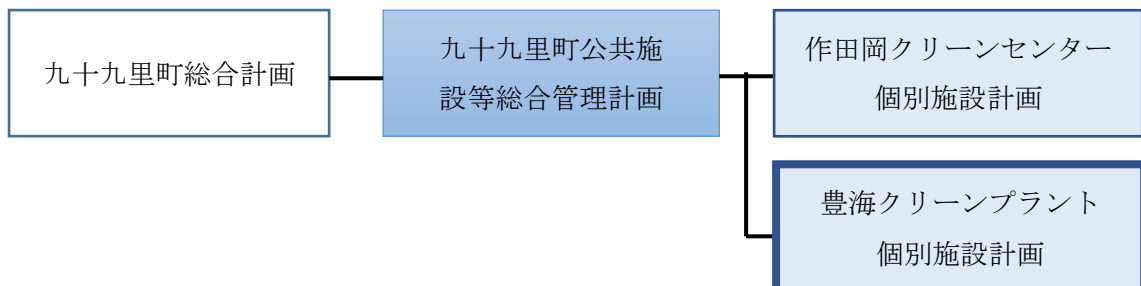 九十九里町総合計画
九十九里町公共施
設等総合管理計画
作田岡クリーンセンター
個別施設計画
豊海クリーンプラント
個別施設計画